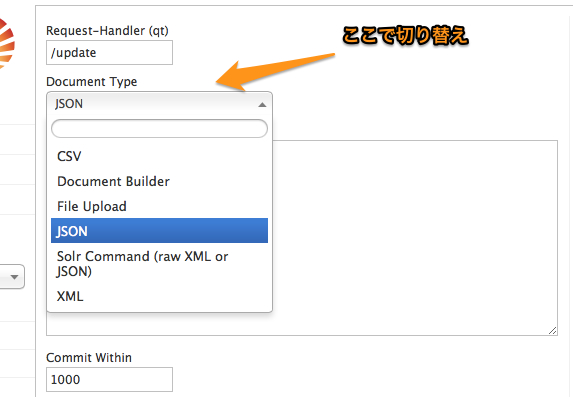 Request-Handler (qt)
/update
ここで切り替え
Document Type
JSON
CSV
Document Builder
File Upload
JSON
Solr Command (raw XML or
JSON)
XML
Commit Within
1000